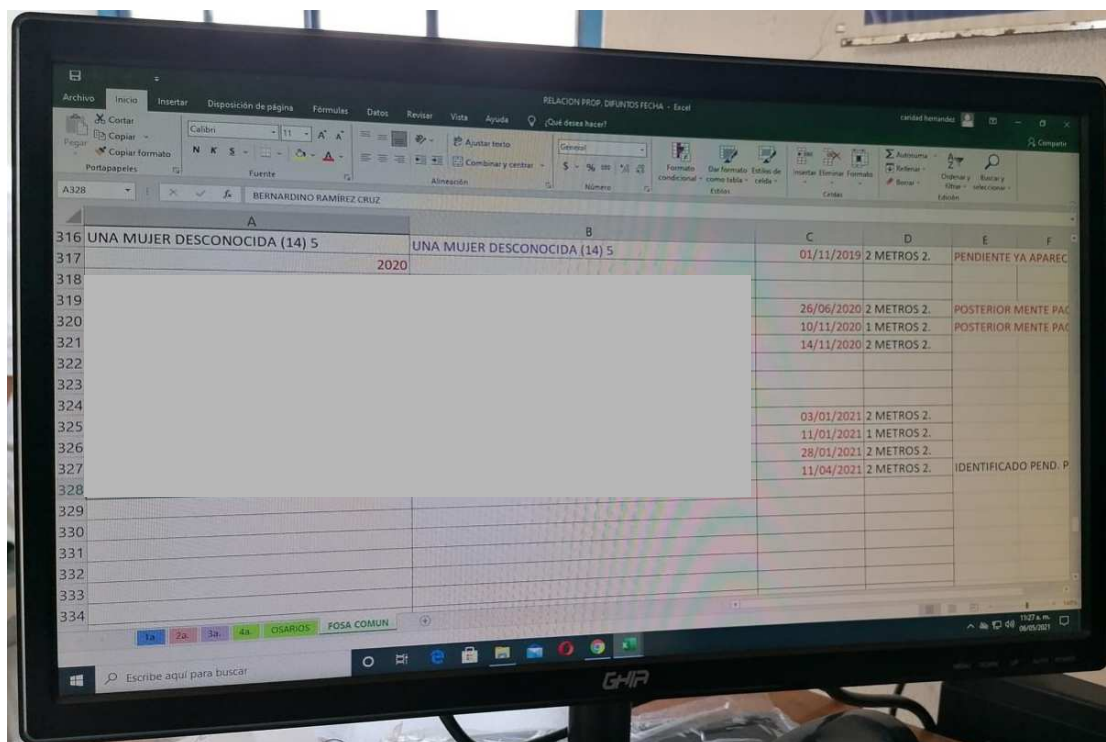 RELACION PROP. DIFUNTOS FECHA - Excel
caridad hernandez
Archivo Inicio Insertar Disposición de página Fórmulas Datos Revisar Vista Ayuda ¿Qué desea hacer?
Compartir
Pegar
Cortar
Copiar
Copiar formato
Portapapeles
Calibri 11
N K S
Fuente
Ajustar texto
Combinar y centrar
Alineación
General
$ % 000
Número
Formato condicional
Dar formato como tabla
Estilos de celda
Estilos
Insertar Eliminar Formato
Celdas
Autosuma
Rellenar
Borrar
Ordenar y filtrar
Buscar y seleccionar
Edición
A328 fx BERNARDINO RAMÍREZ CRUZ
A B C D E F
316 UNA MUJER DESCONOCIDA (14) 5 UNA MUJER DESCONOCIDA (14) 5 01/11/2019 2 METROS 2. PENDIENTE YA APAREC
317 2020
318
319 26/06/2020 2 METROS 2. POSTERIOR MENTE PAG
320 10/11/2020 1 METROS 2. POSTERIOR MENTE PAG
321 14/11/2020 2 METROS 2.
322
323
324 03/01/2021 2 METROS 2.
325 11/01/2021 1 METROS 2.
326 28/01/2021 2 METROS 2.
327 11/04/2021 2 METROS 2. IDENTIFICADO PEND. P
328
329
330
331
332
333
334
1a. 2a. 3a. 4a. OSARIOS FOSA COMUN
Escribe aquí para buscar
11:27 a. m.
06/05/2021
GHIA